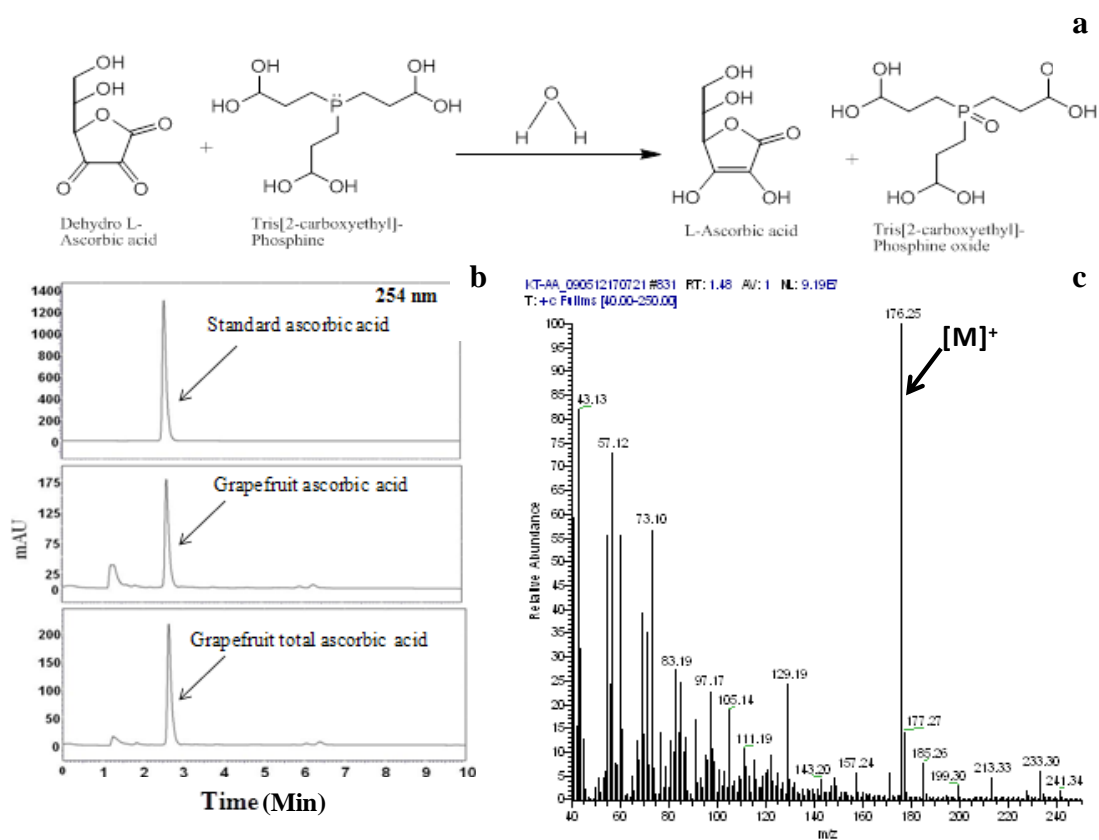 a
OH
OH
O
O
O
O
Dehydro L-
Ascorbic acid
+
OH
HO
P
OH
OH
HO
OH
Tris[2-carboxyethyl]-
Phosphine
O
H H
OH
OH
O
O
HO
OH
L-Ascorbic acid
+
OH
HO
P
O
O
OH
HO
OH
Tris[2-carboxyethyl]-
Phosphine oxide
b
254 nm
Standard ascorbic acid
1400
1200
1000
800
600
400
200
0
Grapefruit ascorbic acid
175
75
25
0
mAU
Grapefruit total ascorbic acid
200
150
100
50
0
0 1 2 3 4 5 6 7 8 9 10
Time (Min)
c
KT-AA_090512170721 #831 RT: 1.48 AV: 1 NL: 9.19E7
T: + c Full ms [40.00-250.00]
176.25
[M]+
43.13
57.12
73.10
83.19
97.17
105.14
111.19
129.19
143.20
157.24
177.27
185.26
199.30
213.33
233.30
241.34
Relative Abundance
100
95
90
85
80
75
70
65
60
55
50
45
40
35
30
25
20
15
10
5
0
40 60 80 100 120 140 160 180 200 220 240
m/z